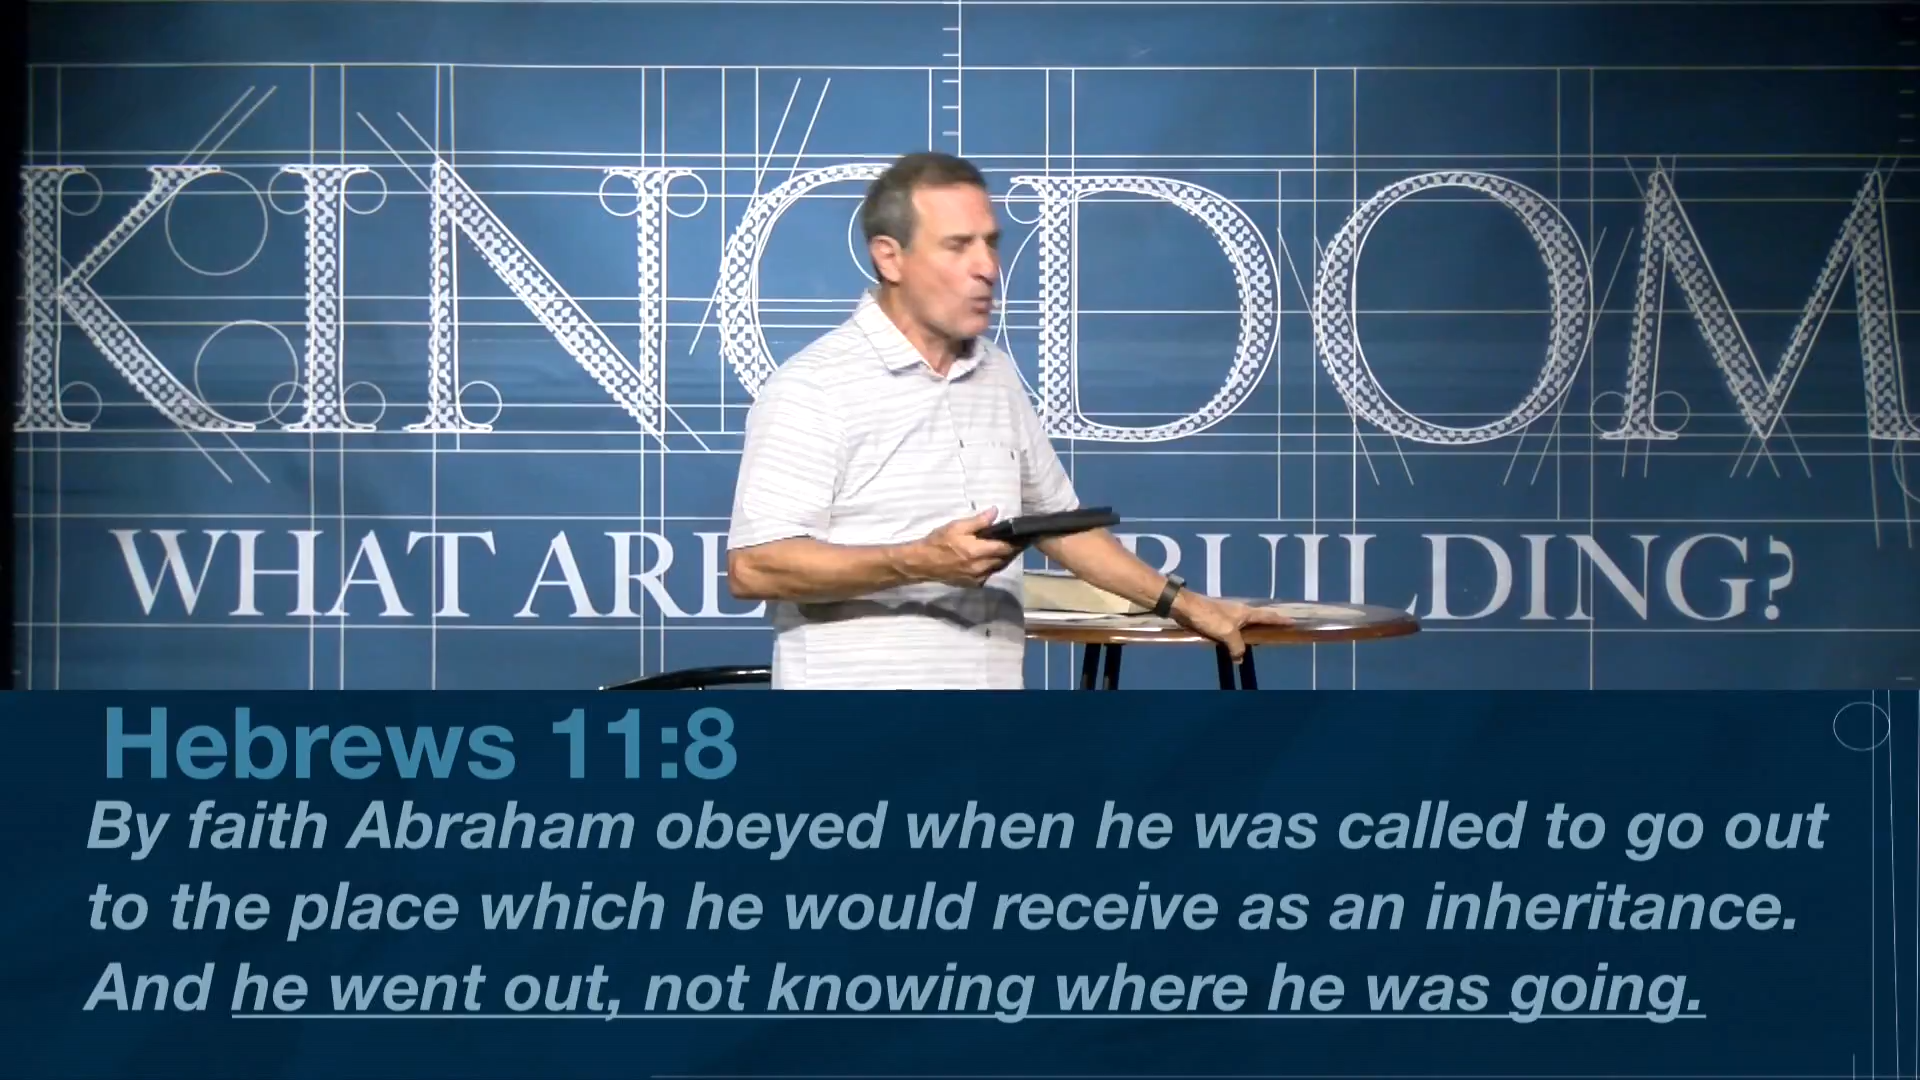 KINGDOM
WHAT ARE BUILDING?
Hebrews 11:8
By faith Abraham obeyed when he was called to go out
to the place which he would receive as an inheritance.
And he went out, not knowing where he was going.